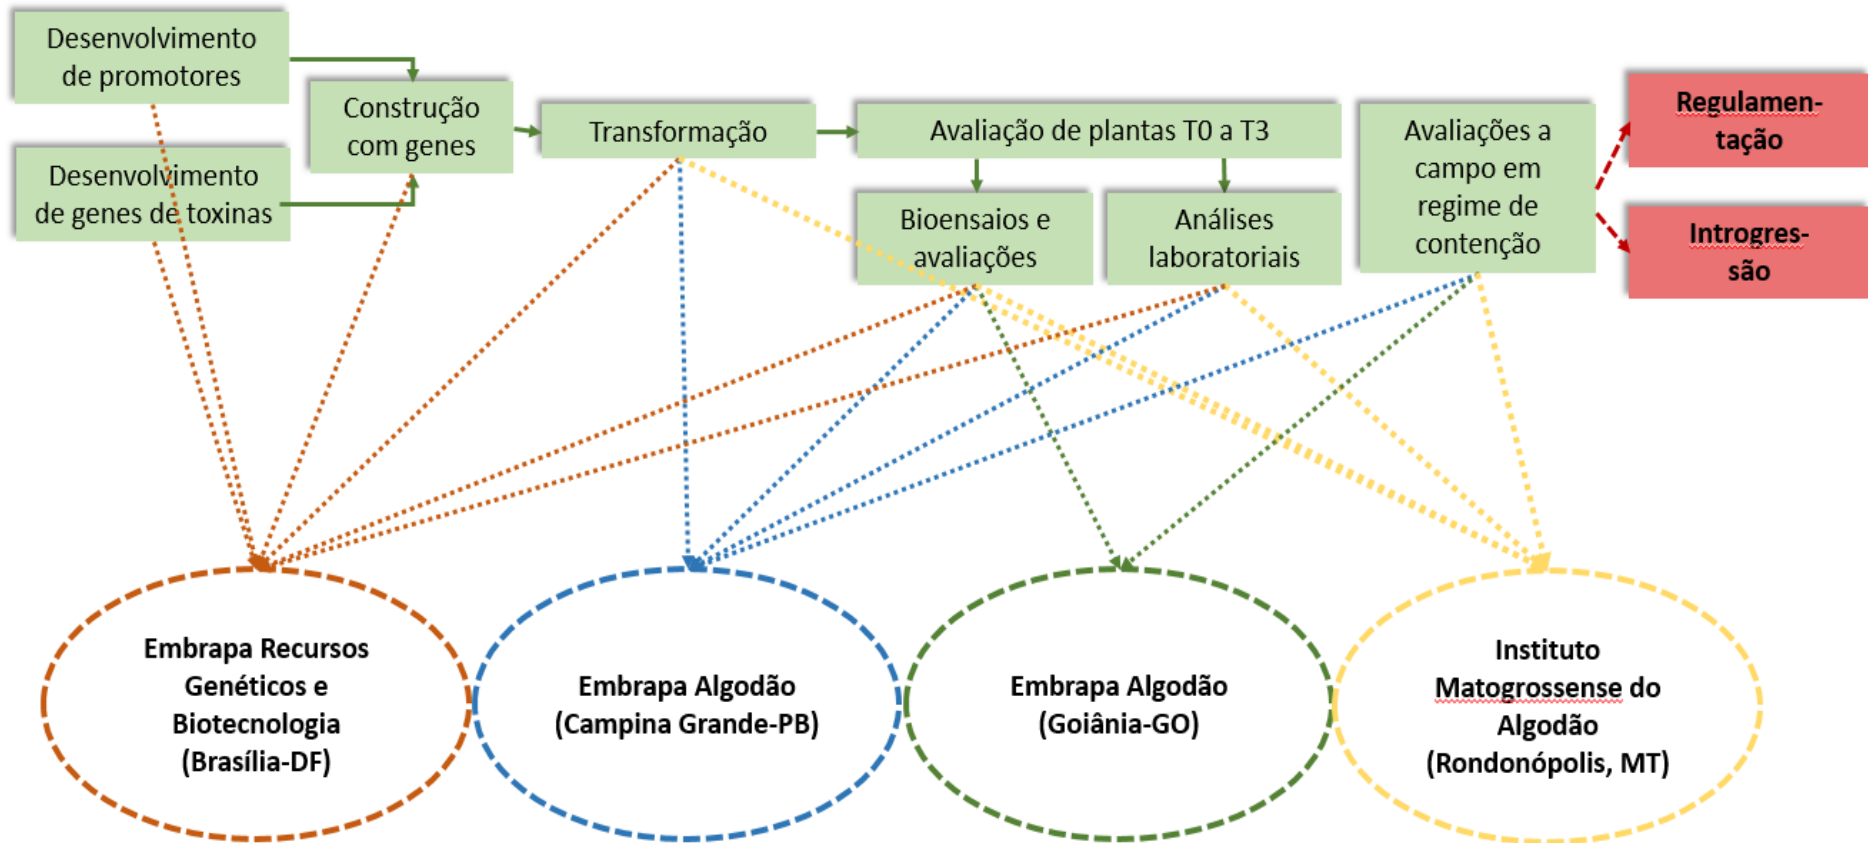 Desenvolvimento
de promotores
Desenvolvimento
de genes de toxinas
Construção
com genes
Transformação
Avaliação de plantas T0 a T3
Bioensaios e
avaliações
Análises
laboratoriais
Avaliações a
campo em
regime de
contenção
Regulamen-
tação
Introgres-
são
Embrapa Recursos
Genéticos e
Biotecnologia
(Brasília-DF)
Embrapa Algodão
(Campina Grande-PB)
Embrapa Algodão
(Goiânia-GO)
Instituto
Matogrossense do
Algodão
(Rondonópolis, MT)